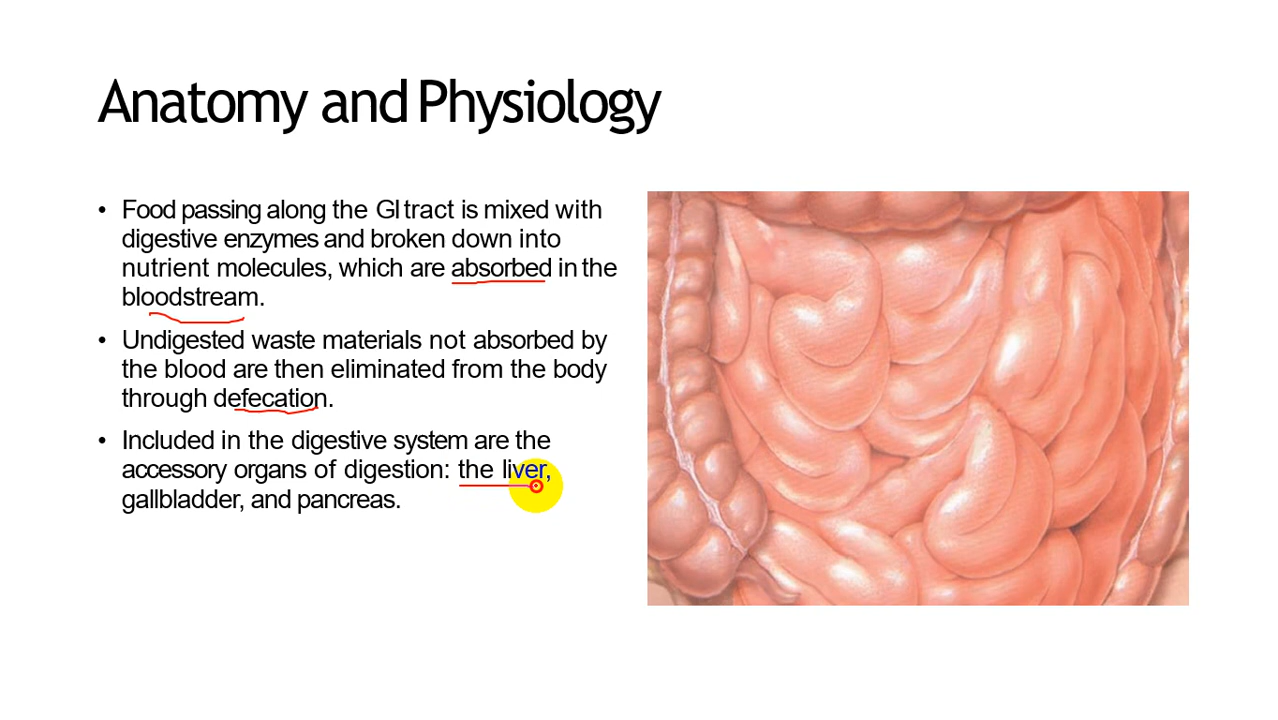 Anatomy and Physiology
• Food passing along the GI tract is mixed with
digestive enzymes and broken down into
nutrient molecules, which are absorbed in the
bloodstream.
• Undigested waste materials not absorbed by
the blood are then eliminated from the body
through defecation.
• Included in the digestive system are the
accessory organs of digestion: the liver,
gallbladder, and pancreas.